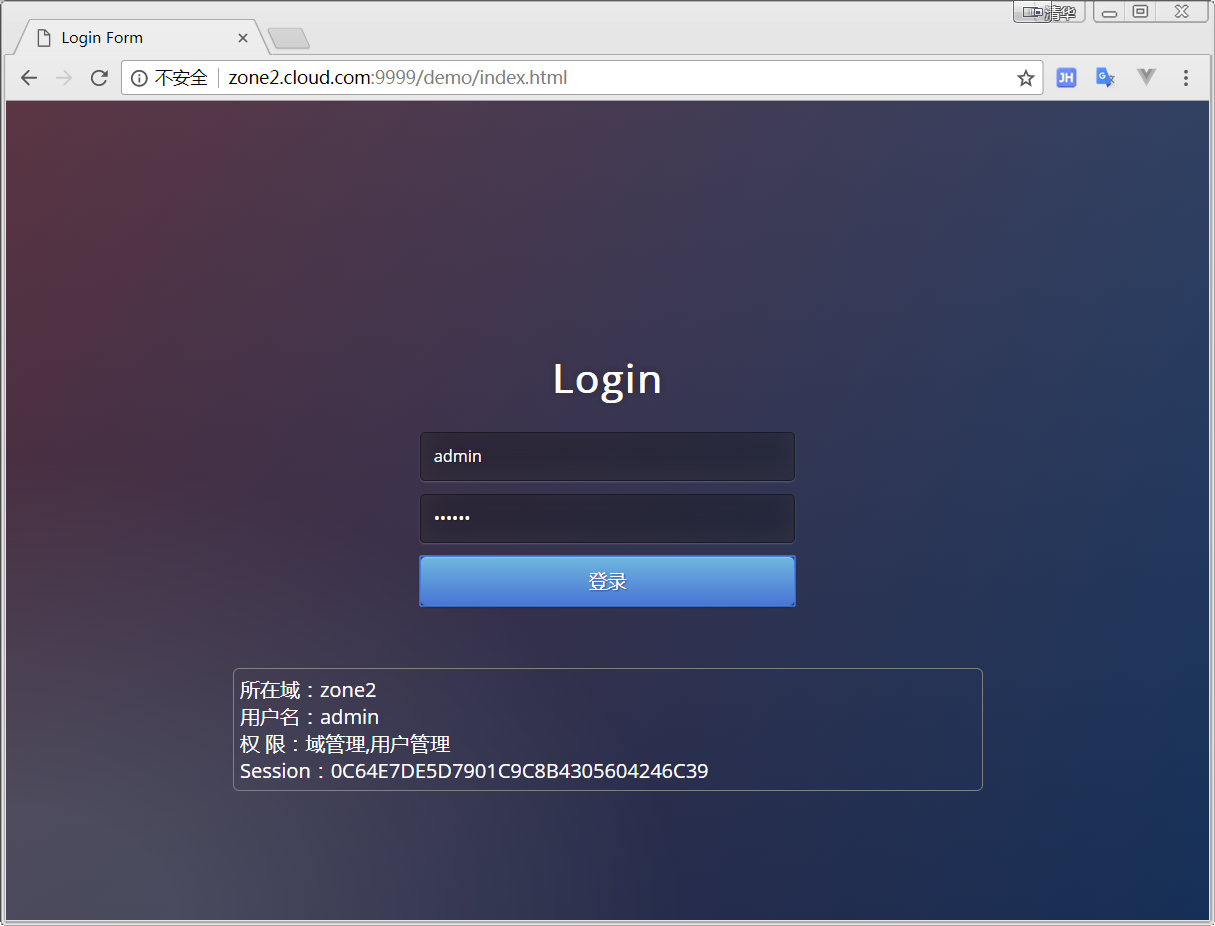 清华
Login Form
不安全 zone2.cloud.com:9999/demo/index.html
JH
G
Login
admin
••••••
登录
所在域：zone2
用户名：admin
权 限：域管理,用户管理
Session：0C64E7DE5D7901C9C8B4305604246C39